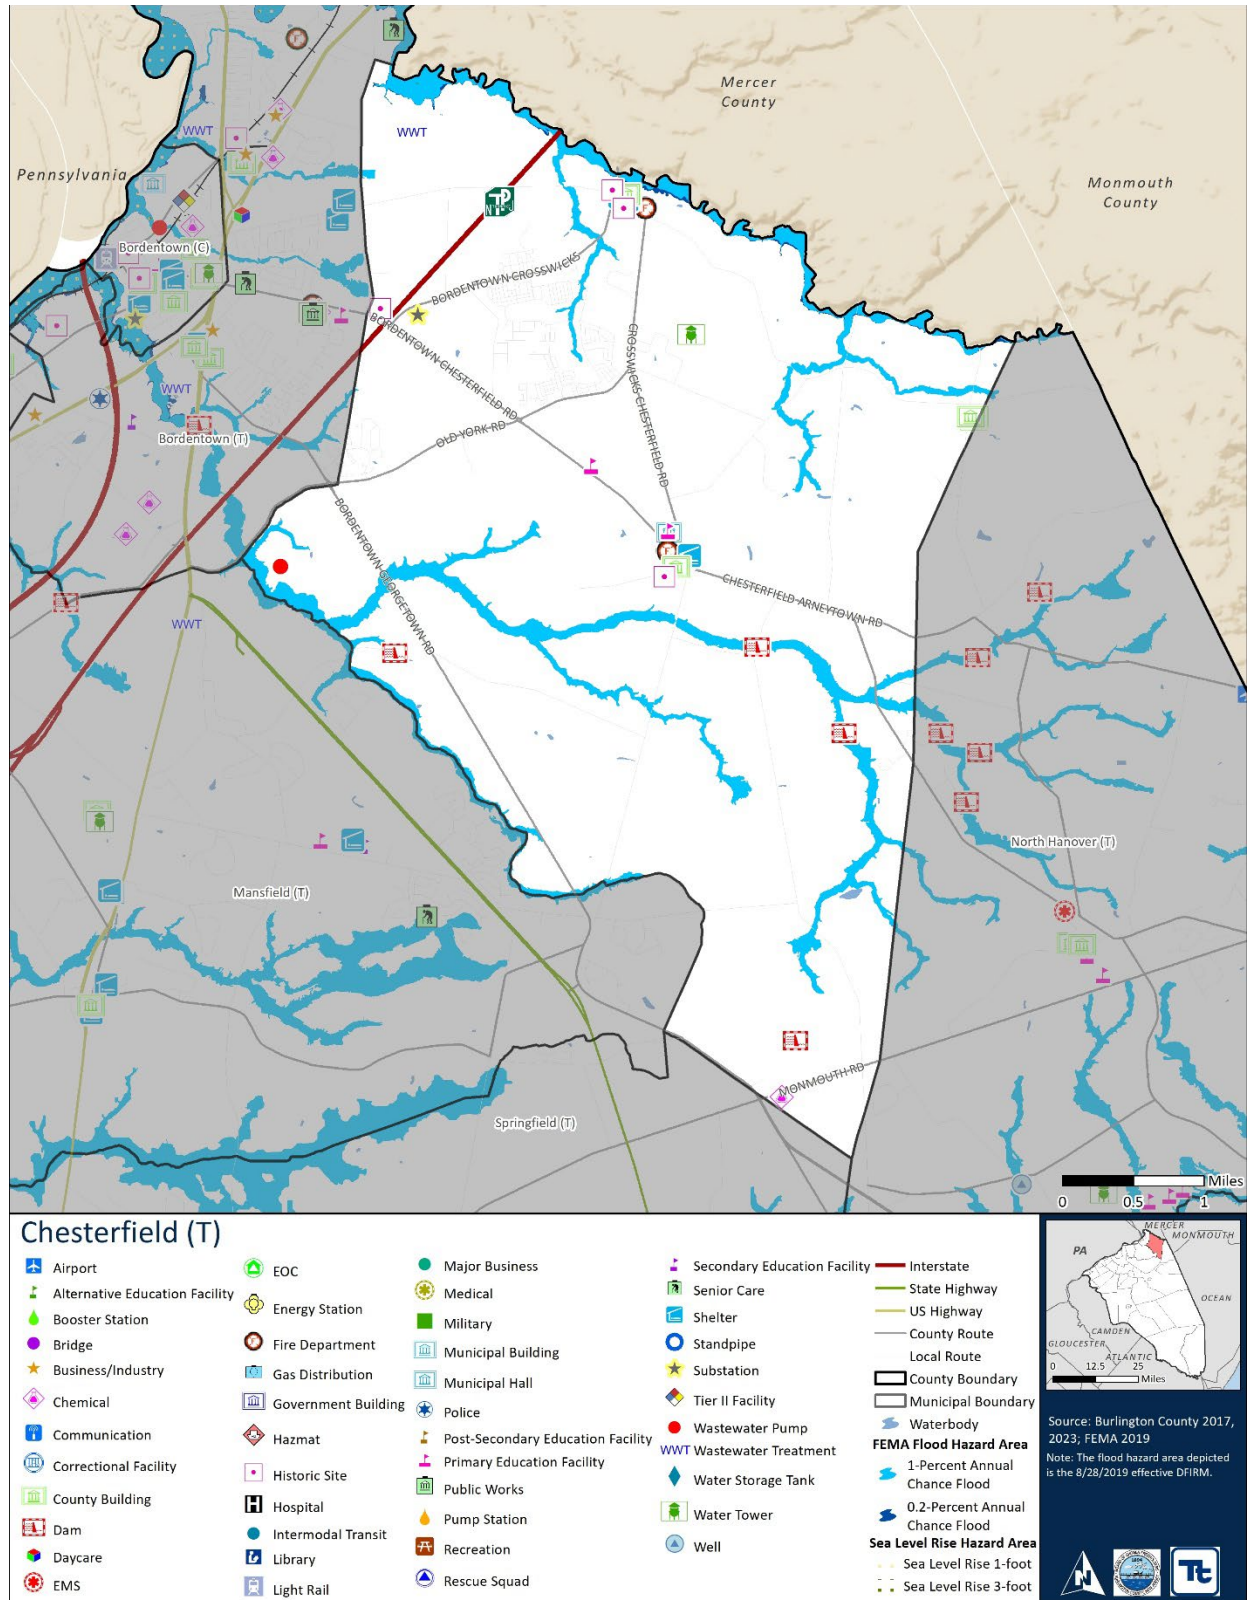 Mercer
County
Monmouth
County
Pennsylvania
WWT
WWT
Bordentown (C)
BORDENTOWN CROSSWICKS
BORDENTOWN-CHESTERFIELD RD
CROSSWICKS-CHESTERFIELD RD
OLD YORK RD
WWT
Bordentown (T)
BORDENTOWN-GEORGETOWN RD
CHESTERFIELD-ARNEYTOWN RD
WWT
North Hanover (T)
Mansfield (T)
MONMOUTH RD
Springfield (T)
Miles
0 0.5 1
Chesterfield (T)
Airport
Alternative Education Facility
Booster Station
Bridge
Business/Industry
Chemical
Communication
Correctional Facility
County Building
Dam
Daycare
EMS
EOC
Energy Station
Fire Department
Gas Distribution
Government Building
Hazmat
Historic Site
Hospital
Intermodal Transit
Library
Light Rail
Major Business
Medical
Military
Municipal Building
Municipal Hall
Police
Post-Secondary Education Facility
Primary Education Facility
Public Works
Pump Station
Recreation
Rescue Squad
Secondary Education Facility
Senior Care
Shelter
Standpipe
Substation
Tier II Facility
Wastewater Pump
WWT Wastewater Treatment
Water Storage Tank
Water Tower
Well
Interstate
State Highway
US Highway
County Route
Local Route
County Boundary
Municipal Boundary
Waterbody
FEMA Flood Hazard Area
1-Percent Annual
Chance Flood
0.2-Percent Annual
Chance Flood
Sea Level Rise Hazard Area
Sea Level Rise 1-foot
Sea Level Rise 3-foot
MERCER
MONMOUTH
PA
OCEAN
CAMDEN
GLOUCESTER
ATLANTIC
0 12.5 25
Miles
Source: Burlington County 2017,
2023; FEMA 2019
Note: The flood hazard area depicted
is the 8/28/2019 effective DFIRM.
N
Tt